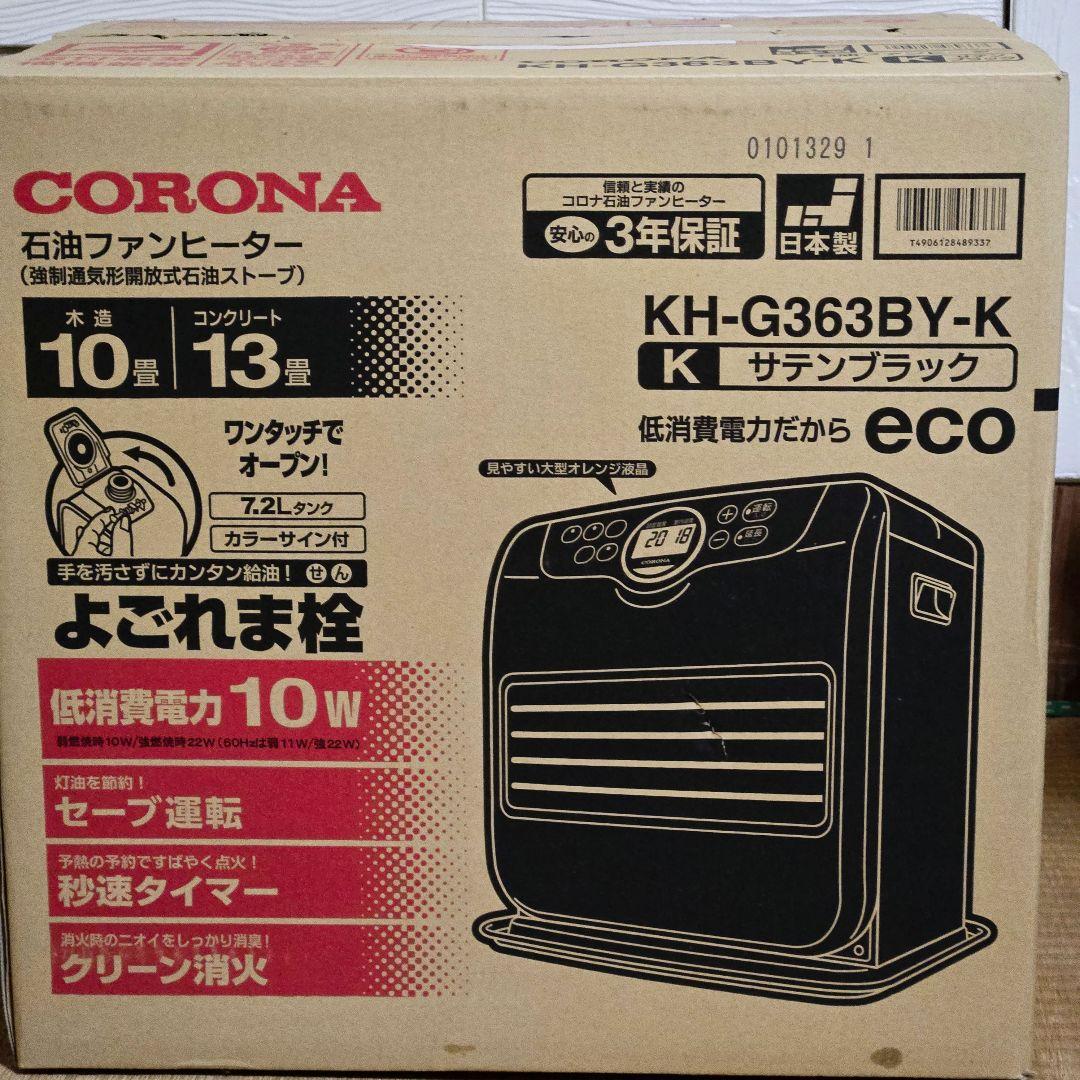 KH-G363BY-K
0101329 1
CORONA
石油ファンヒーター
(強制通気形開放式石油ストーブ)
木造
10畳
コンクリート
13畳
信頼と実績の
コロナ石油ファンヒーター
安心の 3年保証
日本製
T4906128489337
KH-G363BY-K
K サテンブラック
低消費電力だから eco
ワンタッチで
オープン!
7.2Lタンク
カラーサイン付
手を汚さずにカンタン給油! せん
よごれま栓
見やすい大型オレンジ液晶
運転
延長
20 18
CORONA
低消費電力 10W
弱燃焼時10W/強燃焼時22W(60Hzは弱11W/強22W)
灯油を節約!
セーブ運転
予熱の予約ですばやく点火!
秒速タイマー
消火時のニオイをしっかり消臭!
クリーン消火